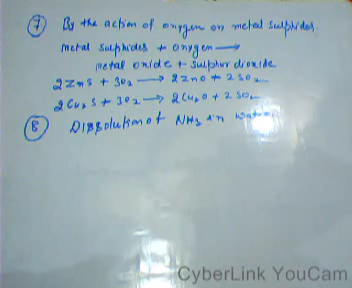 7 By the action of oxygen on metal sulphides.
metal sulphides + oxygen ⟶
metal oxide + sulphur dioxide
2ZnS + 3O₂ ⟶ 2ZnO + 2SO₂
2Cu₂S + 3O₂ ⟶ 2Cu₂O + 2SO₂
8 Dissolution of NH₃ in water
CyberLink YouCam